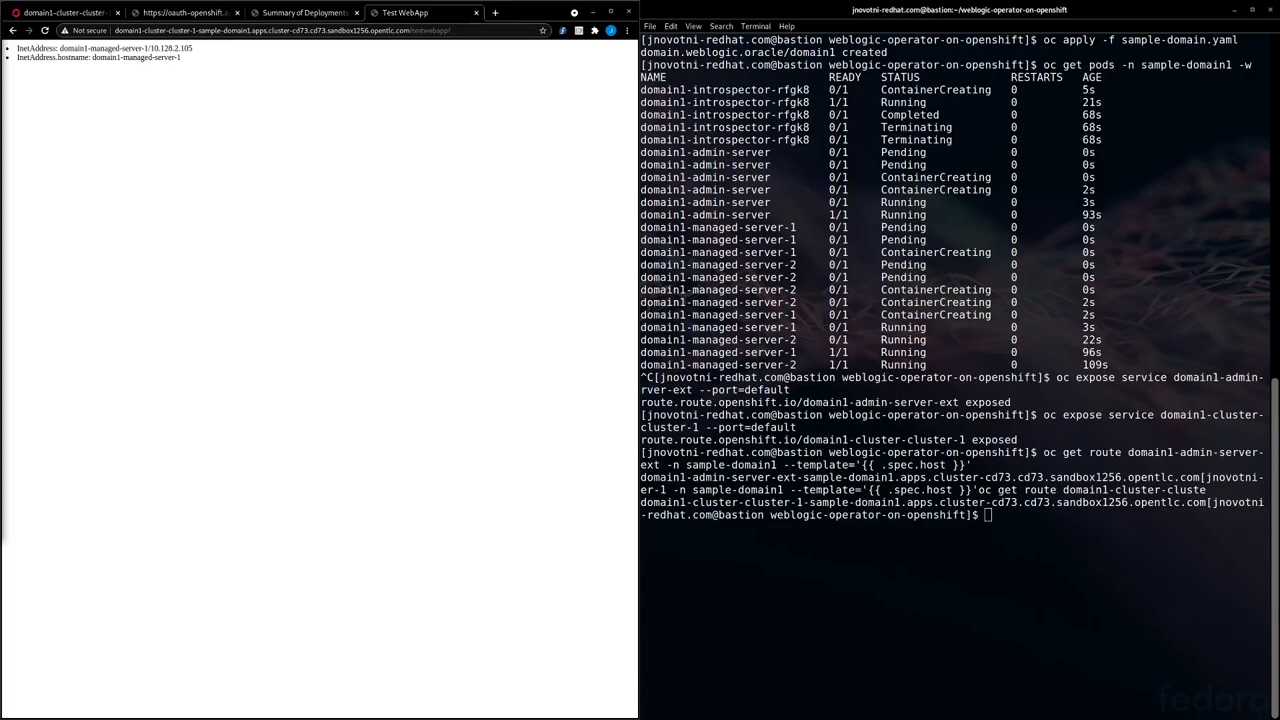 domain1-cluster-cluster-
https://oauth-openshift.a
Summary of Deployments
Test WebApp
Not secure
domain1-cluster-cluster-1-sample-domain1.apps.cluster-cd73.cd73.sandbox1256.opentlc.com/testwebapp/
InetAddress: domain1-managed-server-1/10.128.2.105
InetAddress.hostname: domain1-managed-server-1
jnovotni-redhat.com@bastion:~/weblogic-operator-on-openshift
File Edit View Search Terminal Help
[jnovotni-redhat.com@bastion weblogic-operator-on-openshift]$ oc apply -f sample-domain.yaml
domain.weblogic.oracle/domain1 created
[jnovotni-redhat.com@bastion weblogic-operator-on-openshift]$ oc get pods -n sample-domain1 -w
NAME READY STATUS RESTARTS AGE
domain1-introspector-rfgk8 0/1 ContainerCreating 0 5s
domain1-introspector-rfgk8 1/1 Running 0 21s
domain1-introspector-rfgk8 0/1 Completed 0 68s
domain1-introspector-rfgk8 0/1 Terminating 0 68s
domain1-introspector-rfgk8 0/1 Terminating 0 68s
domain1-admin-server 0/1 Pending 0 0s
domain1-admin-server 0/1 Pending 0 0s
domain1-admin-server 0/1 ContainerCreating 0 0s
domain1-admin-server 0/1 ContainerCreating 0 2s
domain1-admin-server 0/1 Running 0 3s
domain1-admin-server 1/1 Running 0 93s
domain1-managed-server-1 0/1 Pending 0 0s
domain1-managed-server-1 0/1 Pending 0 0s
domain1-managed-server-1 0/1 ContainerCreating 0 0s
domain1-managed-server-2 0/1 Pending 0 0s
domain1-managed-server-2 0/1 Pending 0 0s
domain1-managed-server-2 0/1 ContainerCreating 0 0s
domain1-managed-server-2 0/1 ContainerCreating 0 2s
domain1-managed-server-1 0/1 ContainerCreating 0 2s
domain1-managed-server-1 0/1 Running 0 3s
domain1-managed-server-2 0/1 Running 0 22s
domain1-managed-server-1 1/1 Running 0 96s
domain1-managed-server-2 1/1 Running 0 109s
^C[jnovotni-redhat.com@bastion weblogic-operator-on-openshift]$ oc expose service domain1-admin-
rver-ext --port=default
route.route.openshift.io/domain1-admin-server-ext exposed
[jnovotni-redhat.com@bastion weblogic-operator-on-openshift]$ oc expose service domain1-cluster-
cluster-1 --port=default
route.route.openshift.io/domain1-cluster-cluster-1 exposed
[jnovotni-redhat.com@bastion weblogic-operator-on-openshift]$ oc get route domain1-admin-server-
ext -n sample-domain1 --template='{{ .spec.host }}'
domain1-admin-server-ext-sample-domain1.apps.cluster-cd73.cd73.sandbox1256.opentlc.com[jnovotni-
er-1 -n sample-domain1 --template='{{ .spec.host }}'oc get route domain1-cluster-cluste
domain1-cluster-cluster-1-sample-domain1.apps.cluster-cd73.cd73.sandbox1256.opentlc.com[jnovotni
-redhat.com@bastion weblogic-operator-on-openshift]$
fedora